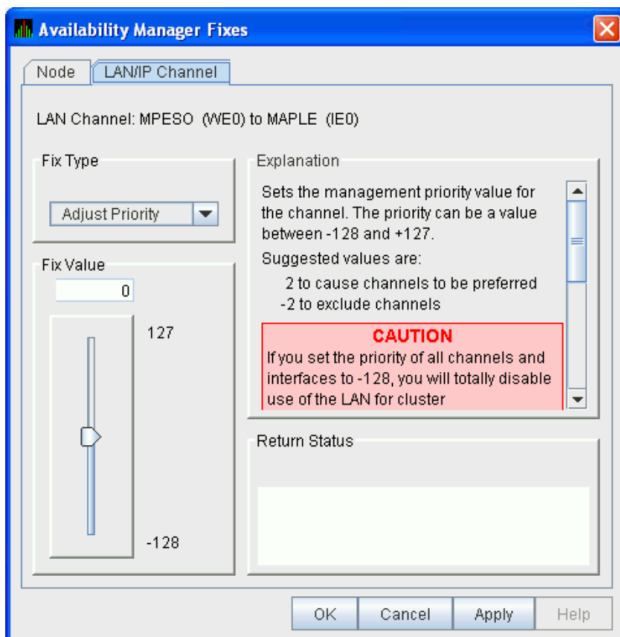 Availability Manager Fixes
Node
LAN/IP Channel
LAN Channel: MPESO (WE0) to MAPLE (IE0)
Fix Type
Adjust Priority
Fix Value
0
127
-128
Explanation
Sets the management priority value for
the channel. The priority can be a value
between -128 and +127.
Suggested values are:
2 to cause channels to be preferred
-2 to exclude channels
CAUTION
If you set the priority of all channels and
interfaces to -128, you will totally disable
use of the LAN for cluster
Return Status
OK
Cancel
Apply
Help